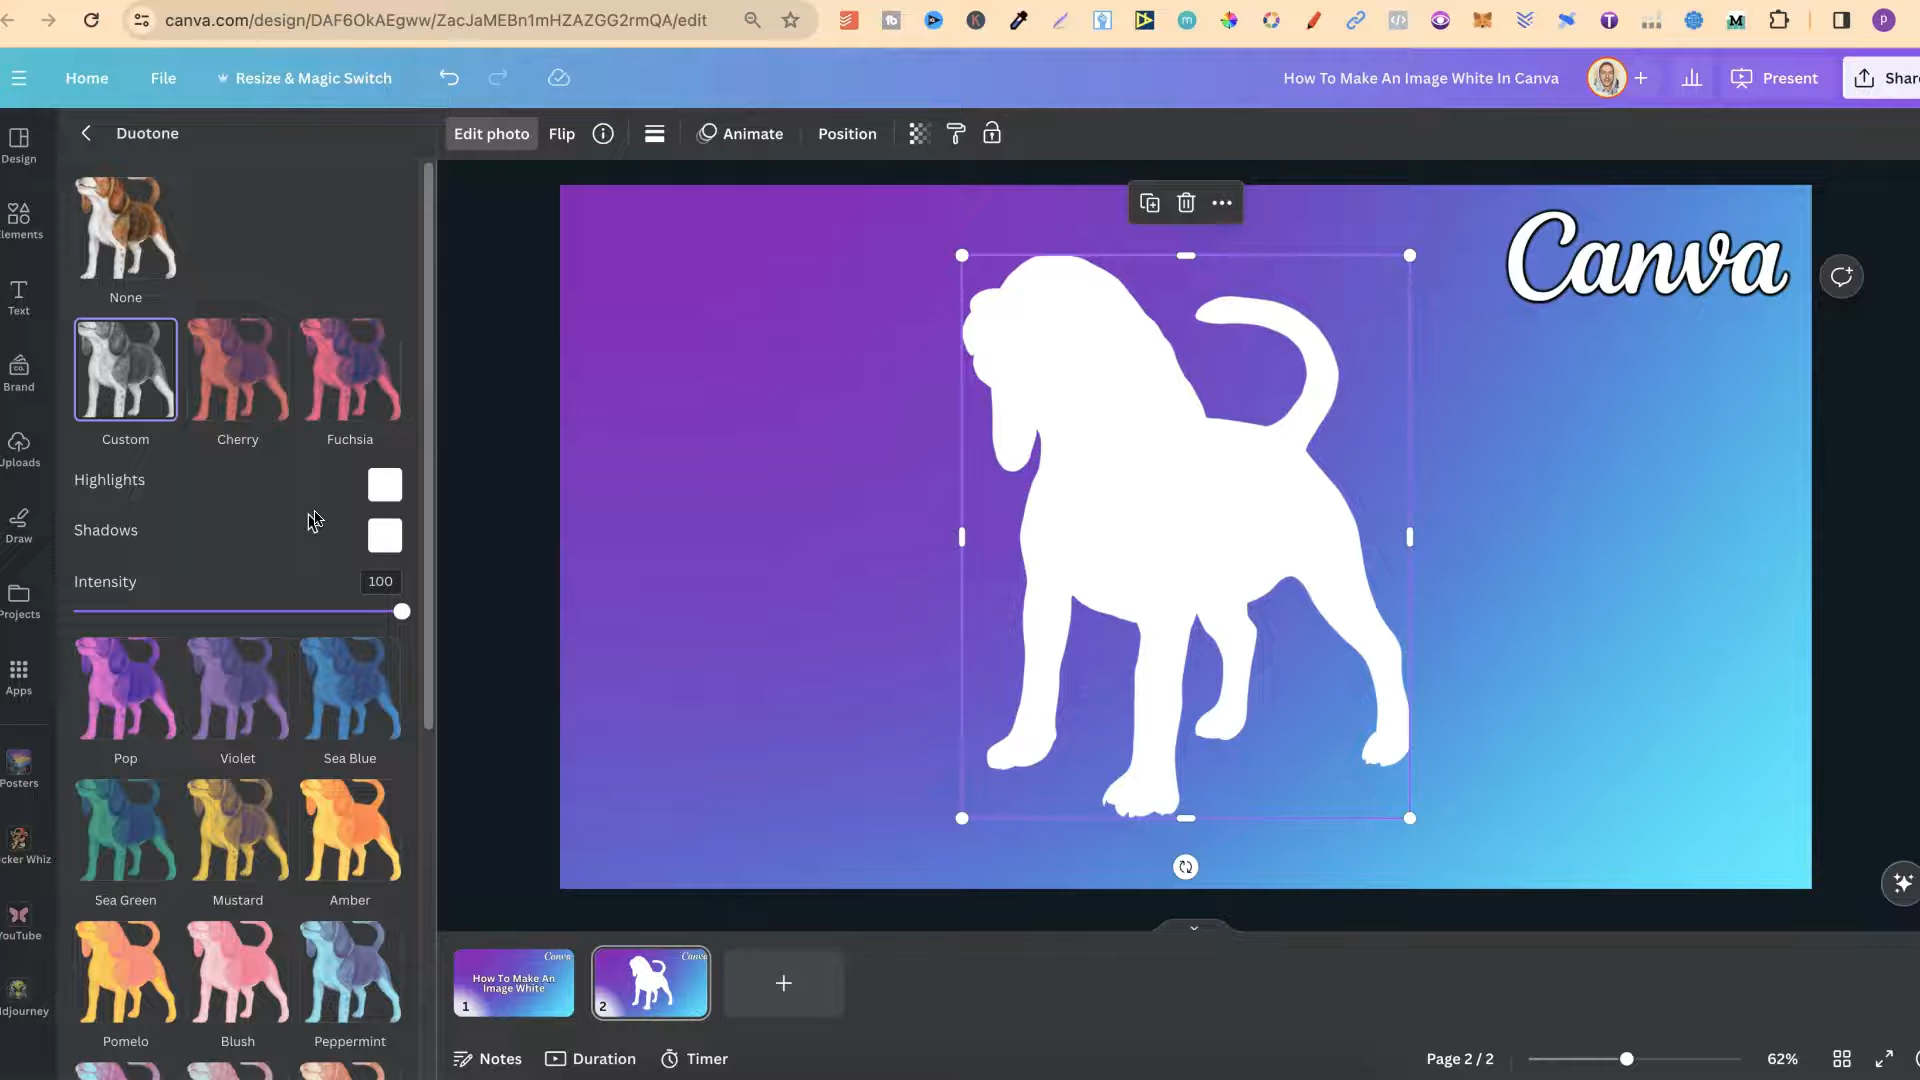 canva.com/design/DAF6OkAEgww/ZacJaMEBn1mHZAZGG2rmQA/edit
Home
File
Resize & Magic Switch
How To Make An Image White In Canva
Present
Share
Duotone
Edit photo
Flip
Animate
Position
Design
Elements
Text
Brand
Uploads
Draw
Projects
Apps
Posters
cker Whiz
YouTube
idjourney
None
Custom
Cherry
Fuchsia
Highlights
Shadows
Intensity
100
Pop
Violet
Sea Blue
Sea Green
Mustard
Amber
Pomelo
Blush
Peppermint
Canva
Canva
How To Make An
Image White
1
Canva
2
Notes
Duration
Timer
Page 2 / 2
62%